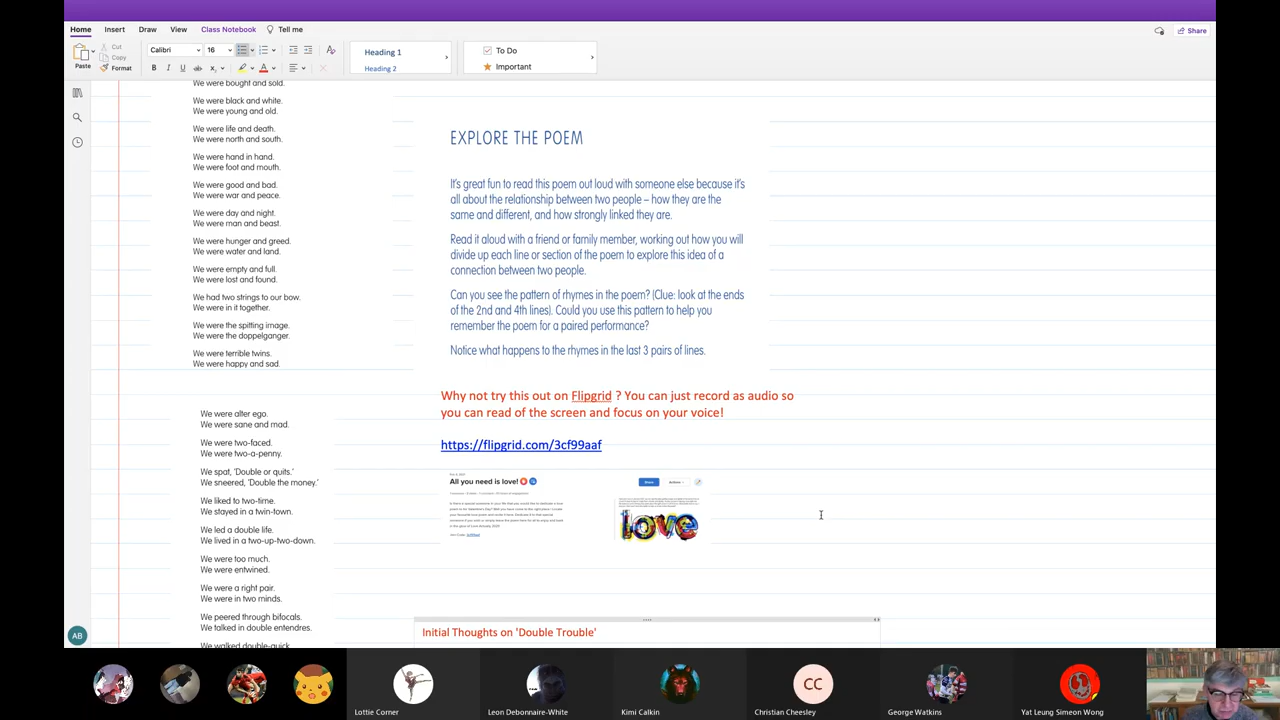 Home Insert Draw View Class Notebook Tell me
Share
Paste
Cut
Copy
Format
Calibri 16
Heading 1
Heading 2
To Do
Important
We were bought and sold.
We were black and white.
We were young and old.
We were life and death.
We were north and south.
We were hand in hand.
We were foot and mouth.
We were good and bad.
We were war and peace.
We were day and night.
We were man and beast.
We were hunger and greed.
We were water and land.
We were empty and full.
We were lost and found.
We had two strings to our bow.
We were in it together.
We were the spitting image.
We were the doppelganger.
We were terrible twins.
We were happy and sad.
We were alter ego.
We were sane and mad.
We were two-faced.
We were two-a-penny.
We spat, 'Double or quits.'
We sneered, 'Double the money.'
We liked to two-time.
We stayed in a twin-town.
We led a double life.
We lived in a two-up-two-down.
We were too much.
We were entwined.
We were a right pair.
We were in two minds.
We peered through bifocals.
We talked in double entendres.
We walked double-quick
EXPLORE THE POEM
It's great fun to read this poem out loud with someone else because it's
all about the relationship between two people – how they are the
same and different, and how strongly linked they are.
Read it aloud with a friend or family member, working out how you will
divide up each line or section of the poem to explore this idea of a
connection between two people.
Can you see the pattern of rhymes in the poem? (Clue: look at the ends
of the 2nd and 4th lines). Could you use this pattern to help you
remember the poem for a paired performance?
Notice what happens to the rhymes in the last 3 pairs of lines.
Why not try this out on Flipgrid ? You can just record as audio so
you can read of the screen and focus on your voice!
https://flipgrid.com/3cf99aaf
All you need is love!
Share
Actions
love
Initial Thoughts on 'Double Trouble'
AB
CC
Lottie Corner
Leon Debonnaire-White
Kimi Calkin
Christian Cheesley
George Watkins
Yat Leung Simeon Wong